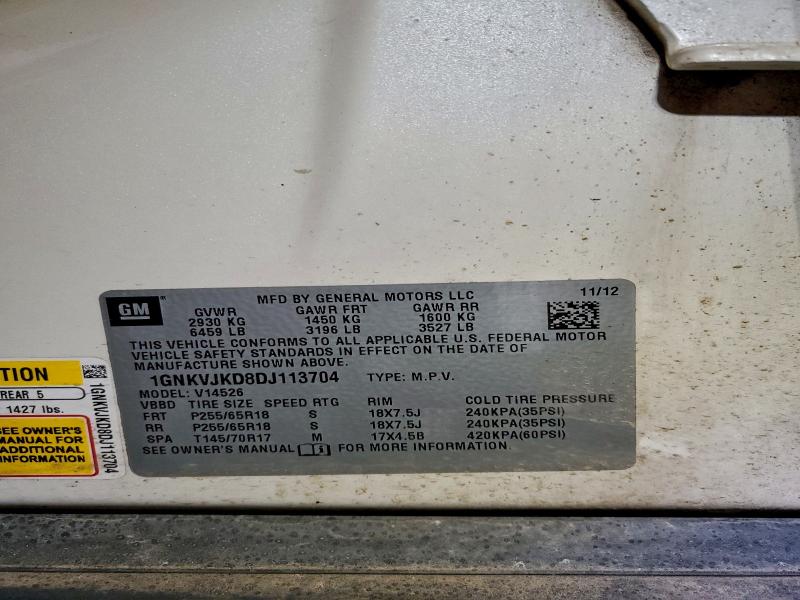 GM
MFD BY GENERAL MOTORS LLC
11/12
GVWR GAWR FRT GAWR RR
2930 KG 1450 KG 1600 KG
6459 LB 3196 LB 3527 LB
THIS VEHICLE CONFORMS TO ALL APPLICABLE U.S. FEDERAL MOTOR
VEHICLE SAFETY STANDARDS IN EFFECT ON THE DATE OF
MANUFACTURE SHOWN ABOVE.
1GNKVJKD8DJ113704 TYPE: M.P.V.
MODEL: V14526
VBBD TIRE SIZE SPEED RTG RIM COLD TIRE PRESSURE
FRT P255/65R18 S 18X7.5J 240KPA(35PSI)
RR P255/65R18 S 18X7.5J 240KPA(35PSI)
SPA T145/70R17 M 17X4.5B 420KPA(60PSI)
SEE OWNER'S MANUAL FOR MORE INFORMATION.
TION
REAR 5
1427 lbs.
SEE OWNER'S
MANUAL FOR
ADDITIONAL
INFORMATION
1GNKVJKD8DJ113704